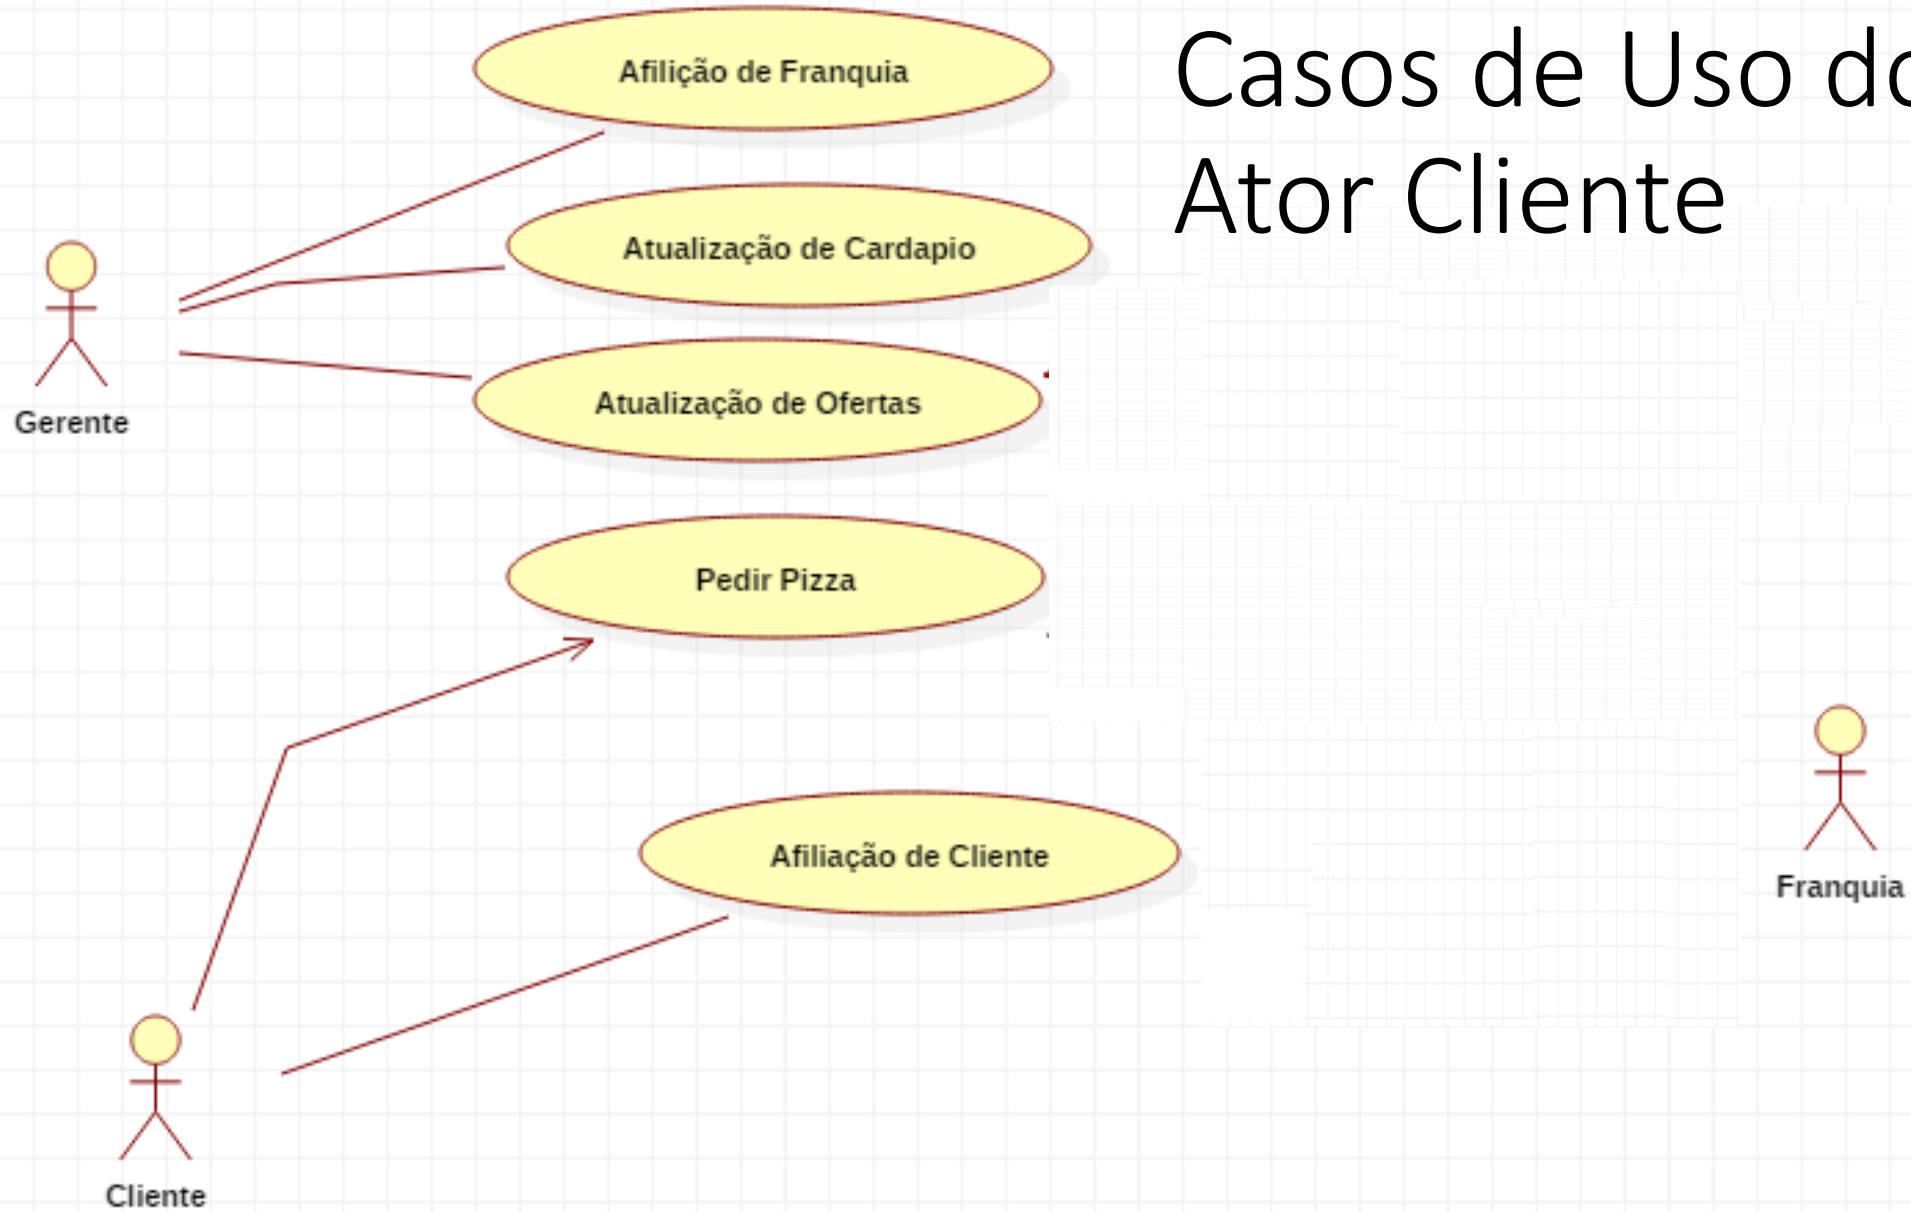 Casos de Uso do
Ator Cliente
Afilição de Franquia
Atualização de Cardapio
Gerente
Atualização de Ofertas
Pedir Pizza
Afiliação de Cliente
Franquia
Cliente